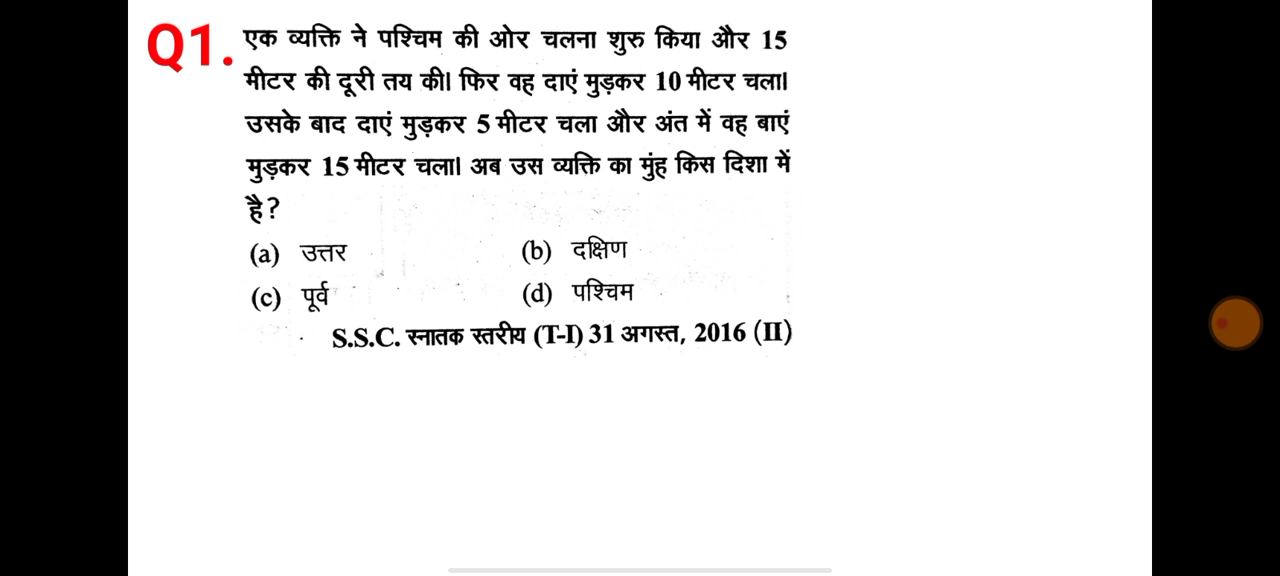 Q1. एक व्यक्ति ने पश्चिम की ओर चलना शुरु किया और 15
मीटर की दूरी तय की। फिर वह दाएं मुड़कर 10 मीटर चला।
उसके बाद दाएं मुड़कर 5 मीटर चला और अंत में वह बाएं
मुड़कर 15 मीटर चला। अब उस व्यक्ति का मुंह किस दिशा में
है?
(a) उत्तर (b) दक्षिण
(c) पूर्व (d) पश्चिम
S.S.C. स्नातक स्तरीय (T-I) 31 अगस्त, 2016 (II)